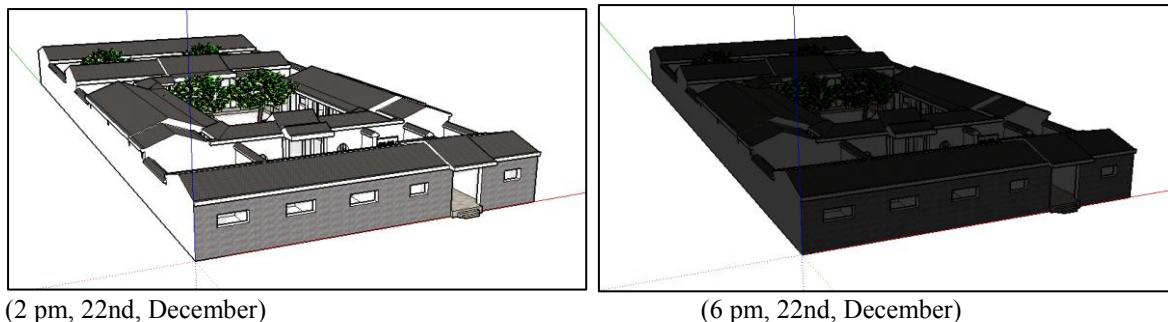 (2 pm, 22nd, December)
(6 pm, 22nd, December)